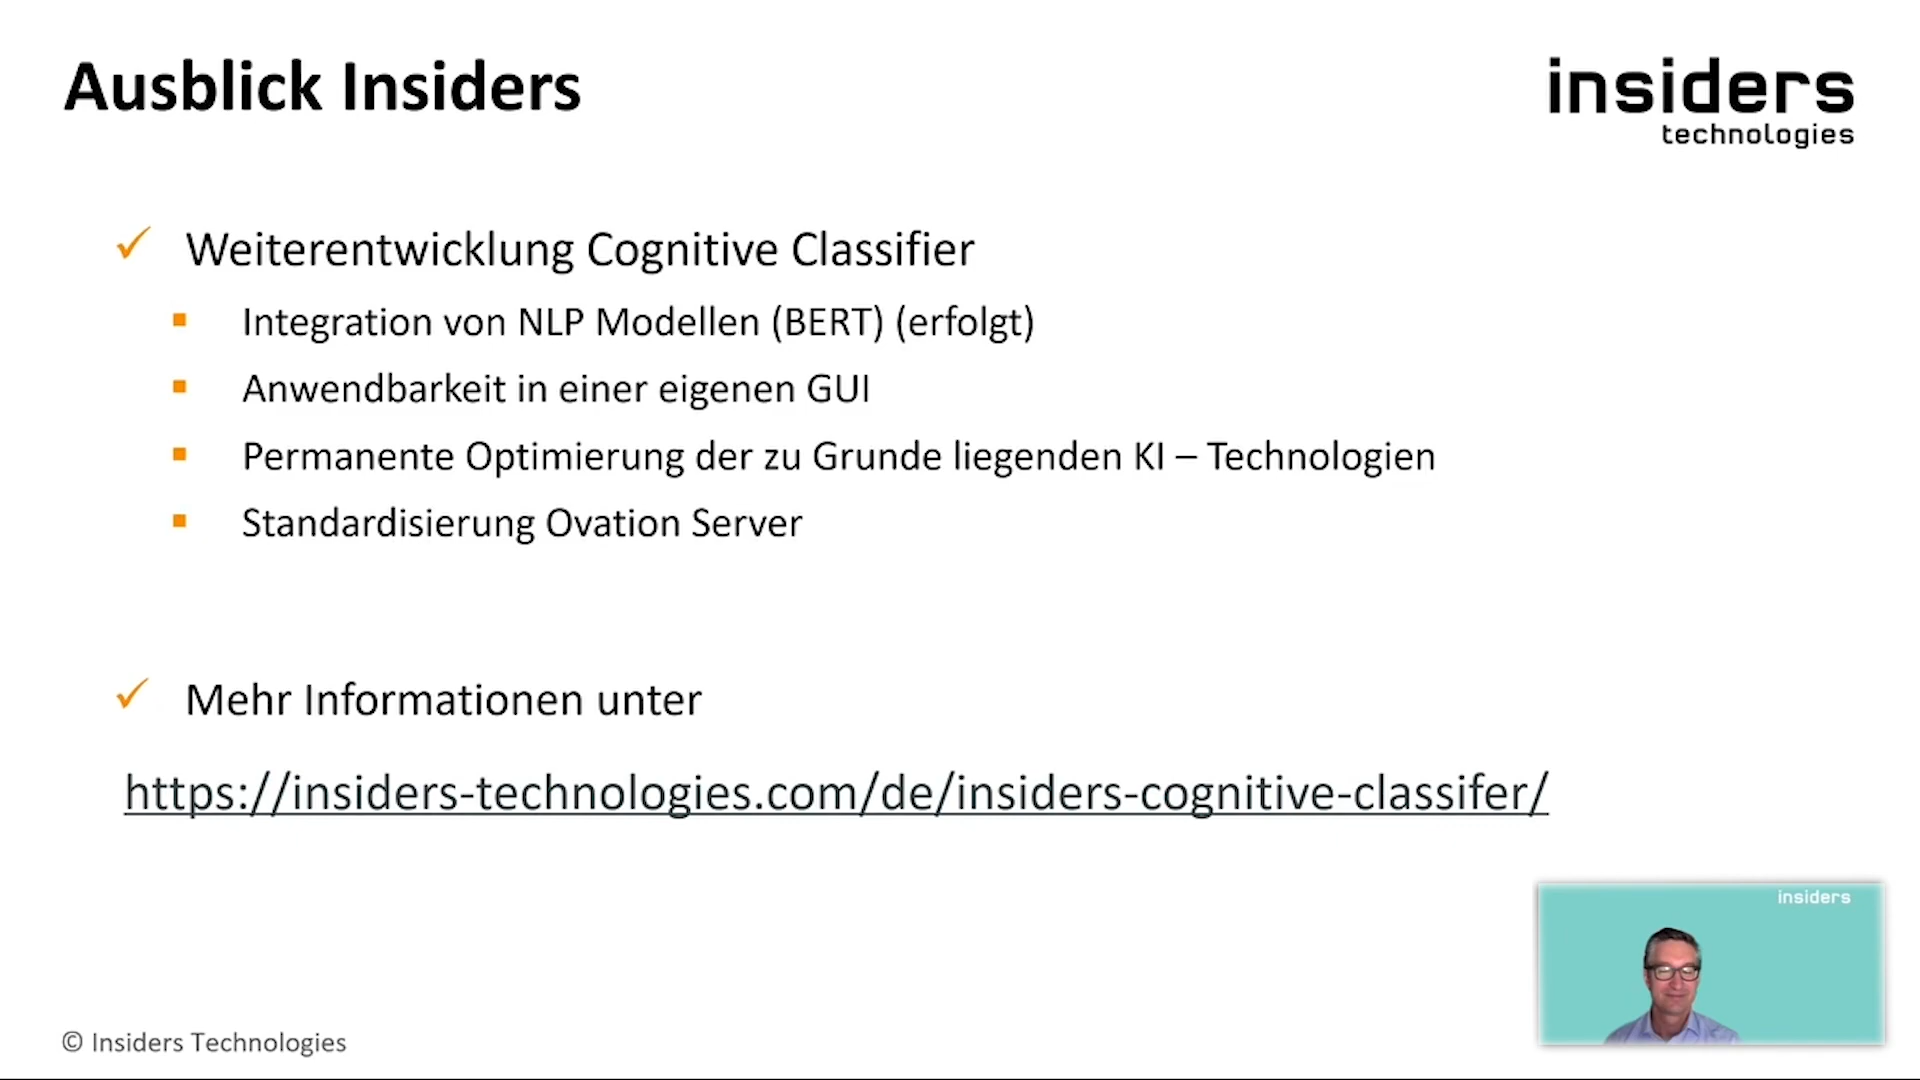 Ausblick Insiders
insiders
technologies
Weiterentwicklung Cognitive Classifier
Integration von NLP Modellen (BERT) (erfolgt)
Anwendbarkeit in einer eigenen GUI
Permanente Optimierung der zu Grunde liegenden KI – Technologien
Standardisierung Ovation Server
Mehr Informationen unter
https://insiders-technologies.com/de/insiders-cognitive-classifer/
insiders
© Insiders Technologies